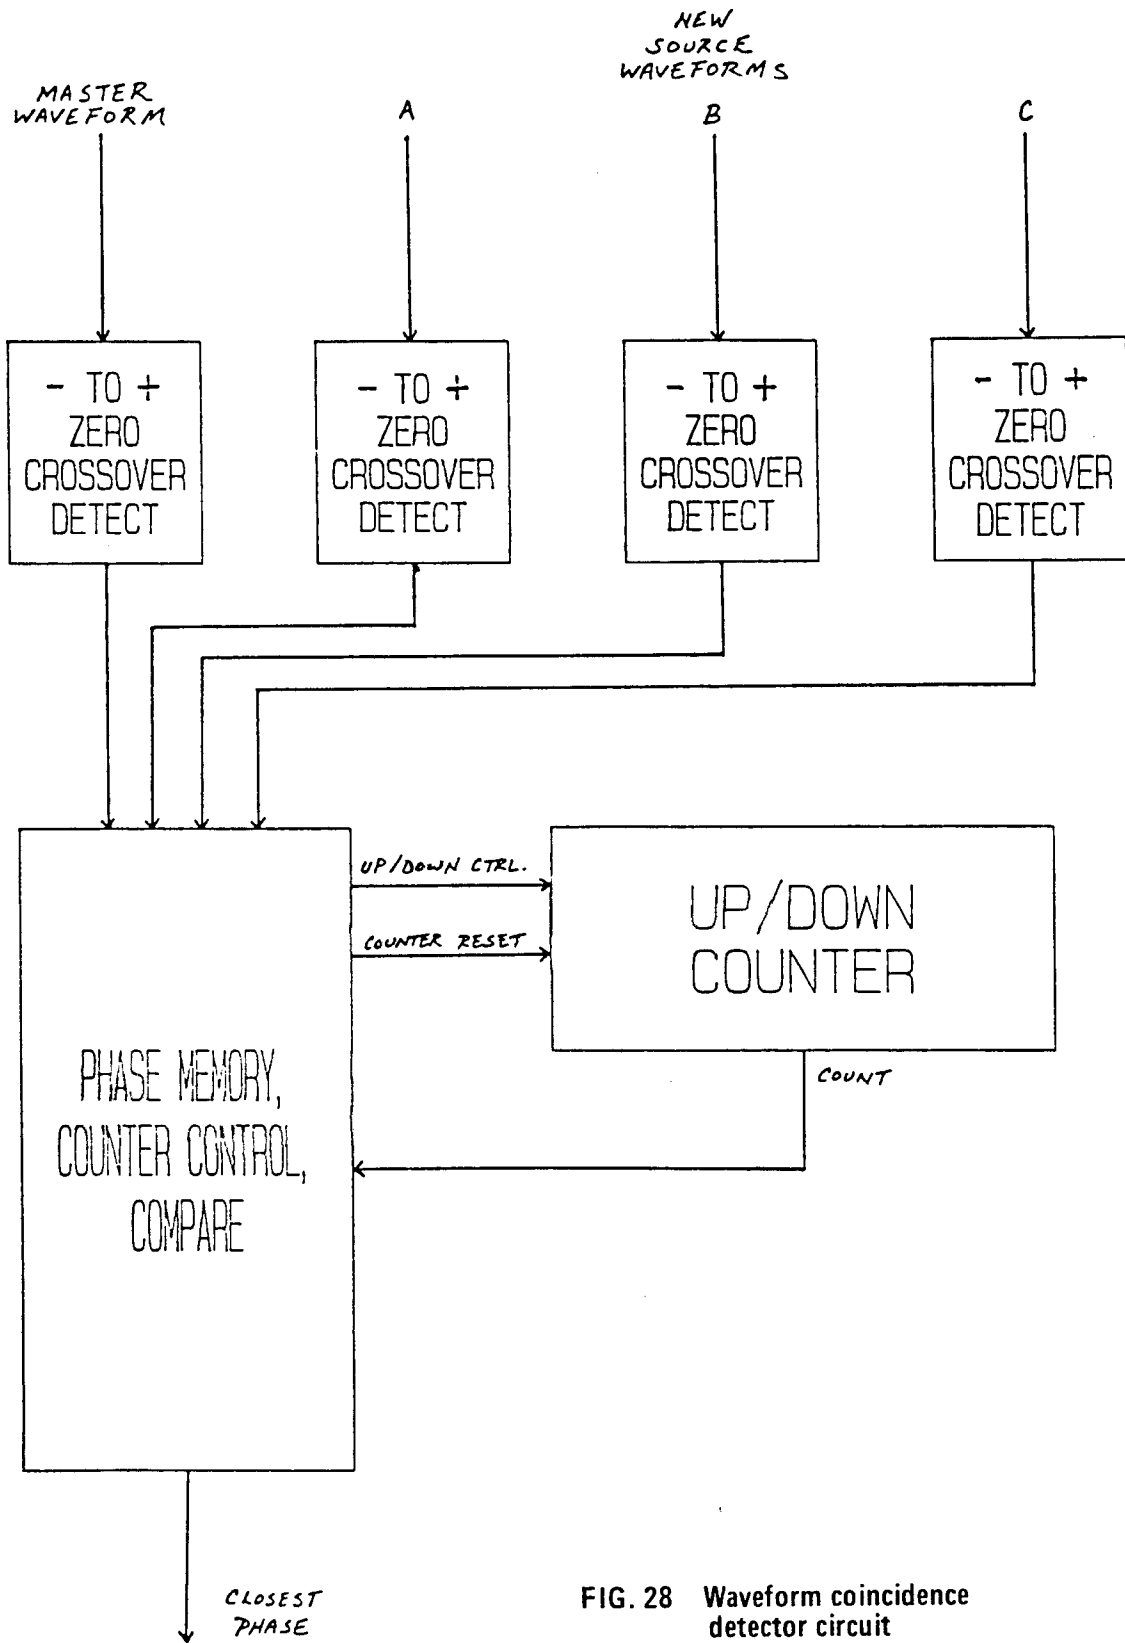 NEW
SOURCE
WAVEFORMS
MASTER
WAVEFORM
A
B
C
- TO +
ZERO
CROSSOVER
DETECT
- TO +
ZERO
CROSSOVER
DETECT
- TO +
ZERO
CROSSOVER
DETECT
- TO +
ZERO
CROSSOVER
DETECT
UP/DOWN CTRL.
COUNTER RESET
UP/DOWN
COUNTER
COUNT
PHASE MEMORY,
COUNTER CONTROL,
COMPARE
CLOSEST
PHASE
FIG. 28 Waveform coincidence
detector circuit